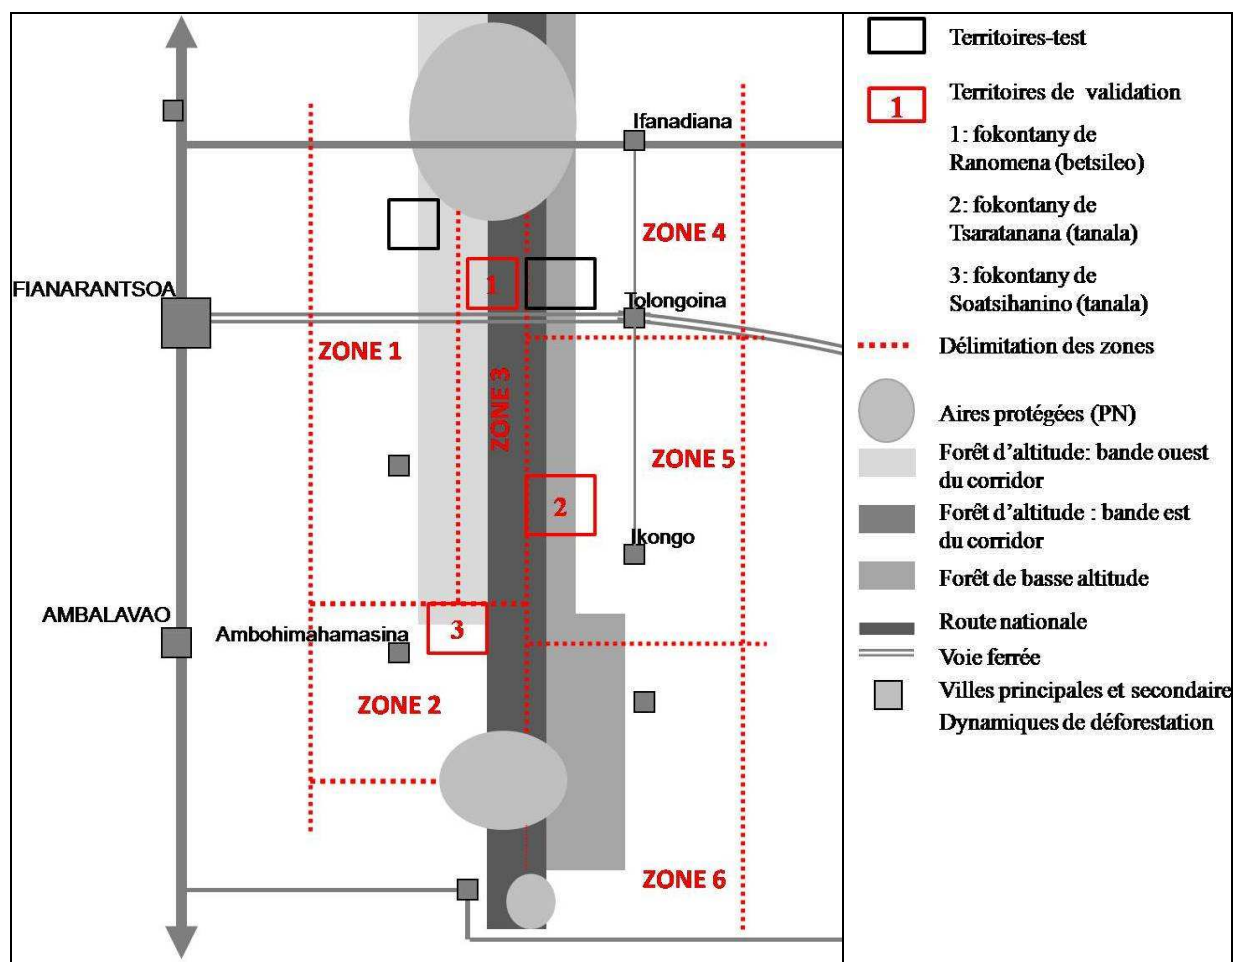 Ifanadiana
ZONE 4
1
FIANARANTSOA
Tolongoina
ZONE 1
ZONE 3
ZONE 5
2
Ikongo
AMBALAVAO
Ambohimahamasina
3
ZONE 2
ZONE 6
Territoires-test
1
Territoires de validation
1: fokontany de
Ranomena (betsileo)
2: fokontany de
Tsaratanana (tanala)
3: fokontany de
Soatsihanino (tanala)
Délimitation des zones
Aires protégées (PN)
Forêt d'altitude: bande ouest
du corridor
Forêt d'altitude : bande est
du corridor
Forêt de basse altitude
Route nationale
Voie ferrée
Villes principales et secondaire
Dynamiques de déforestation